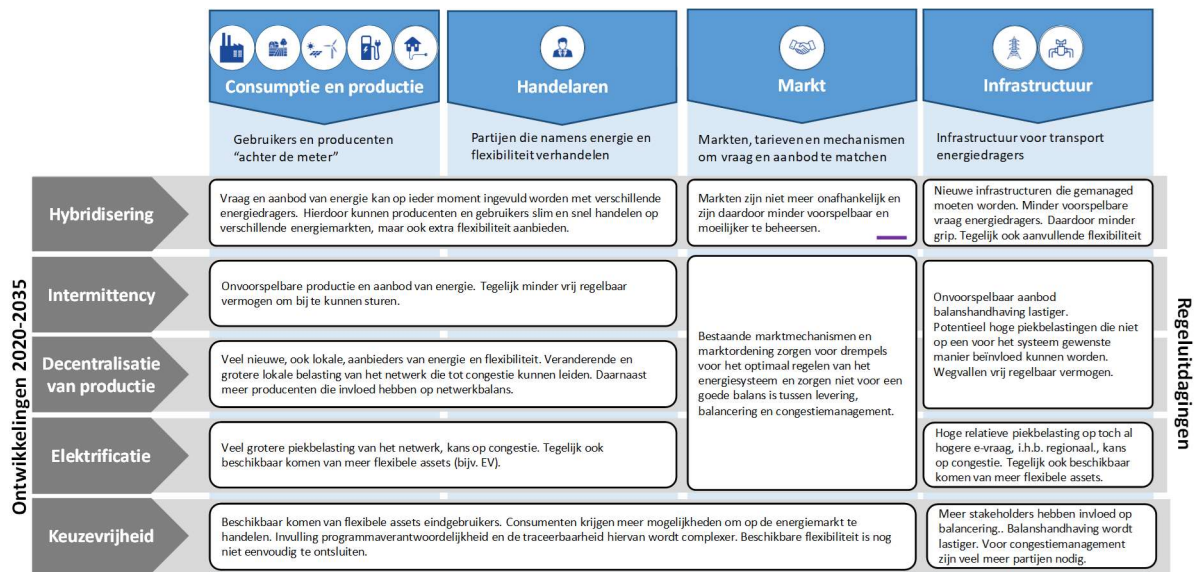 Consumptie en productie
Handelaren
Markt
Infrastructuur
Gebruikers en producenten
“achter de meter”
Partijen die namens energie en
flexibiliteit verhandelen
Markten, tarieven en mechanismen
om vraag en aanbod te matchen
Infrastructuur voor transport
energiedragers
Ontwikkelingen 2020-2035
Regeluitdagingen
Hybridisering
Vraag en aanbod van energie kan op ieder moment ingevuld worden met verschillende
energiedragers. Hierdoor kunnen producenten en gebruikers slim en snel handelen op
verschillende energiemarkten, maar ook extra flexibiliteit aanbieden.
Markten zijn niet meer onafhankelijk en
zijn daardoor minder voorspelbaar en
moeilijker te beheersen.
Nieuwe infrastructuren die gemanaged
moeten worden. Minder voorspelbare
vraag energiedragers. Daardoor minder
grip. Tegelijk ook aanvullende flexibiliteit
Intermittency
Onvoorspelbare productie en aanbod van energie. Tegelijk minder vrij regelbaar
vermogen om bij te kunnen sturen.
Bestaande marktmechanismen en
marktordening zorgen voor drempels
voor het optimaal regelen van het
energiesysteem en zorgen niet voor een
goede balans is tussen levering,
balancering en congestiemanagement.
Onvoorspelbaar aanbod
balanshandhaving lastiger.
Potentieel hoge piekbelastingen die niet
op een voor het systeem gewenste
manier beïnvloed kunnen worden.
Wegvallen vrij regelbaar vermogen.
Decentralisatie
van productie
Veel nieuwe, ook lokale, aanbieders van energie en flexibiliteit. Veranderende en
grotere lokale belasting van het netwerk die tot congestie kunnen leiden. Daarnaast
meer producenten die invloed hebben op netwerkbalans.
Elektrificatie
Veel grotere piekbelasting van het netwerk, kans op congestie. Tegelijk ook
beschikbaar komen van meer flexibele assets (bijv. EV).
Hoge relatieve piekbelasting op toch al
hogere e-vraag, i.h.b. regionaal., kans
op congestie. Tegelijk ook beschikbaar
komen van meer flexibele assets.
Keuzevrijheid
Beschikbaar komen van flexibele assets eindgebruikers. Consumenten krijgen meer mogelijkheden om op de energiemarkt te
handelen. Invulling programmaverantwoordelijkheid en de traceerbaarheid hiervan wordt complexer. Beschikbare flexibiliteit is nog
niet eenvoudig te ontsluiten.
Meer stakeholders hebben invloed op
balancering.. Balanshandhaving wordt
lastiger. Voor congestiemanagement
zijn veel meer partijen nodig.